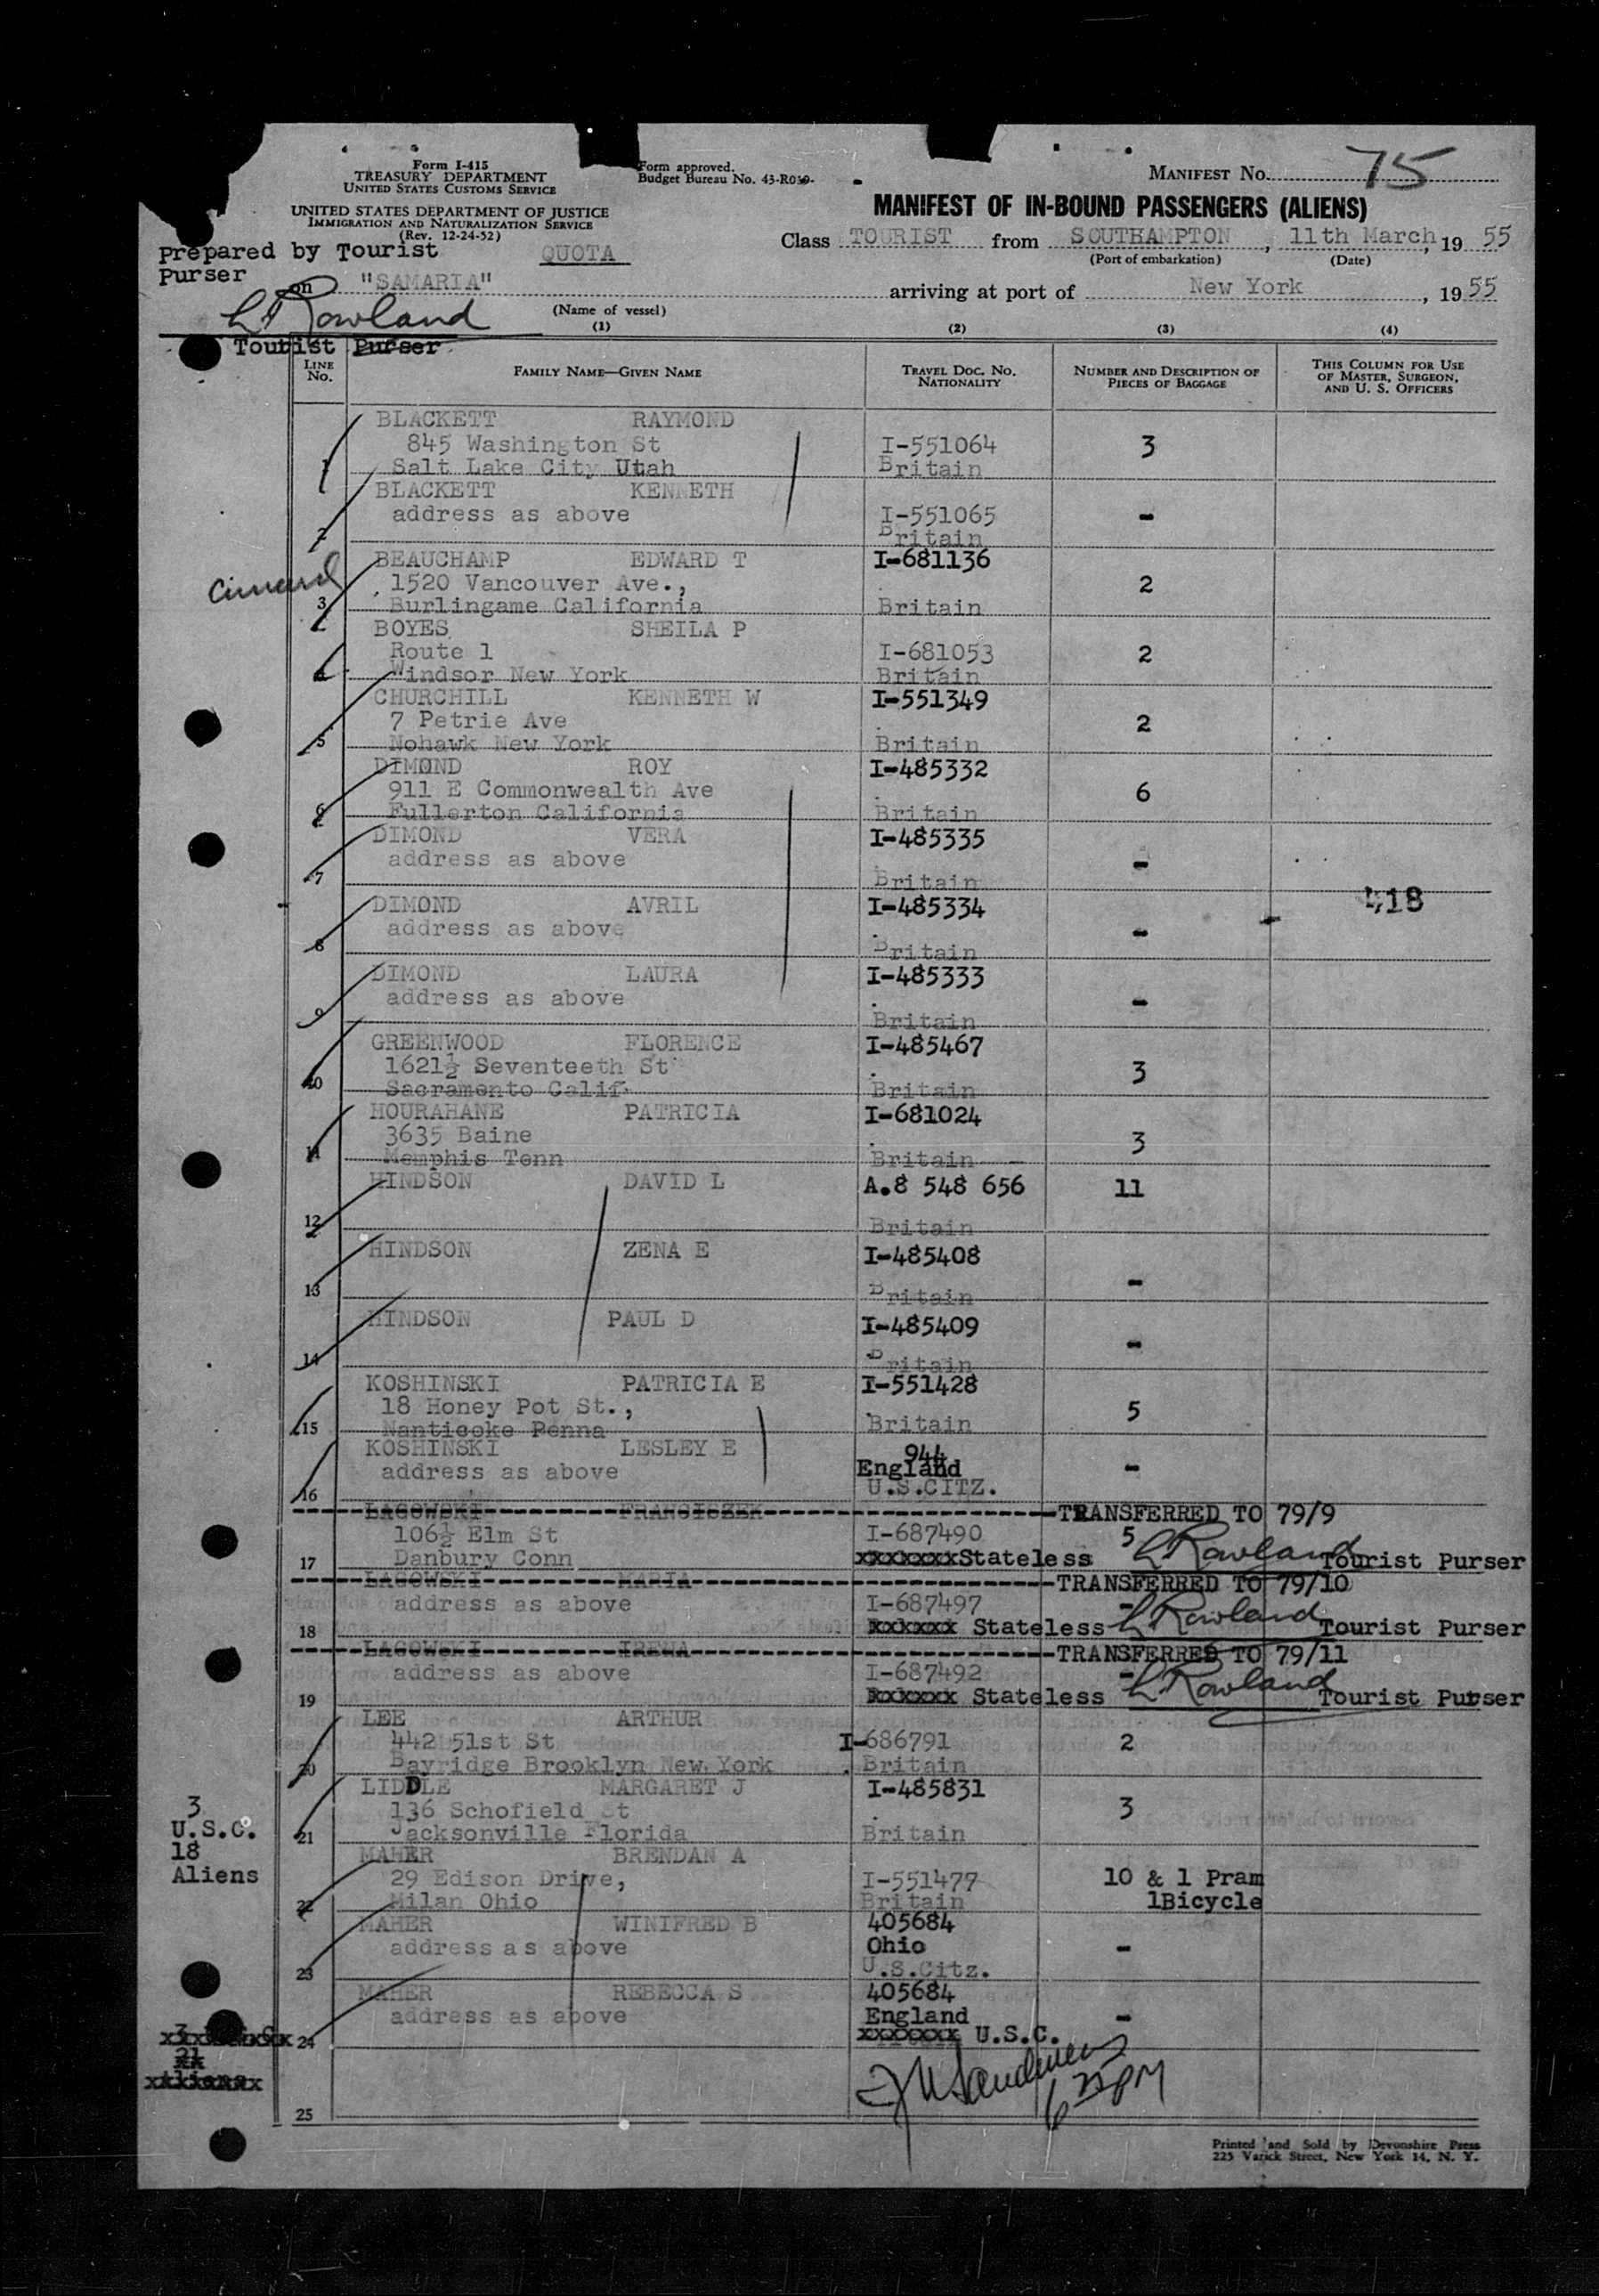 Form I-415
TREASURY DEPARTMENT
UNITED STATES CUSTOMS SERVICE
UNITED STATES DEPARTMENT OF JUSTICE
IMMIGRATION AND NATURALIZATION SERVICE
(Rev. 12-24-52)
Form approved.
Budget Bureau No. 43-R039-
MANIFEST No. 75
MANIFEST OF IN-BOUND PASSENGERS (ALIENS)
Prepared by Tourist
Purser
QUOTA
Class TOURIST from SOUTHAMPTON, 11th March, 19 55
(Port of embarkation) (Date)
on "SAMARIA" arriving at port of New York, 19 55
(Name of vessel)
L Rowland
Tourist Purser
(1) (2) (3) (4)
LINE No. FAMILY NAME—GIVEN NAME TRAVEL DOC. NO. NATIONALITY NUMBER AND DESCRIPTION OF PIECES OF BAGGAGE THIS COLUMN FOR USE OF MASTER, SURGEON, AND U. S. OFFICERS
BLACKETT RAYMOND
845 Washington St I-551064 3
1 Salt Lake City Utah Britain
BLACKETT KENNETH
address as above I-551065 -
2 Britain
BEAUCHAMP EDWARD T I-681136
1520 Vancouver Ave., 2
3 Burlingame California Britain
BOYES SHEILA P
Route 1 I-681053 2
4 Windsor New York Britain
CHURCHILL KENNETH W I-551349
7 Petrie Ave 2
5 Nohawk New York Britain
DIMOND ROY I-485332
911 E Commonwealth Ave 6
6 Fullerton California Britain
DIMOND VERA I-485335
address as above -
7 Britain
418
DIMOND AVRIL I-485334
address as above -
8 Britain
DIMOND LAURA I-485333
address as above -
9 Britain
GREENWOOD FLORENCE I-485467
1621½ Seventeeth St 3
10 Sacramento Calif. Britain
HOURAHANE PATRICIA I-681024
3635 Baine 3
11 Memphis Tenn Britain
HINDSON DAVID L A.8 548 656 11
12 Britain
HINDSON ZENA E I-485408
-
13 Britain
HINDSON PAUL D I-485409
-
14 Britain
KOSHINSKI PATRICIA E I-551428
18 Honey Pot St., 5
15 Nanticoke Penna Britain
KOSHINSKI LESLEY E 944
address as above England -
16 U.S.CITZ.
LAGOWSKI FRANCISZEK TRANSFERRED TO 79/9
106½ Elm St I-687490 5 L Rowland
17 Danbury Conn xxxxxxxStateless Tourist Purser
LAGOWSKI MARIA TRANSFERRED TO 79/10
address as above I-687497 - L Rowland
18 xxxxxx Stateless Tourist Purser
LAGOWSKI IRENA TRANSFERRED TO 79/11
address as above I-687492 - L Rowland
19 xxxxxx Stateless Tourist Purser
LEE ARTHUR
442 51st St I-686791 2
20 Bayridge Brooklyn New York Britain
LIDDLE MARGARET J I-485831
136 Schofield St 3
21 Jacksonville Florida Britain
3
U.S.C.
18
Aliens
MAHER BRENDAN A
29 Edison Drive, I-551477 10 & 1 Pram
22 Milan Ohio Britain 1Bicycle
MAHER WINIFRED B 405684
address as above Ohio -
23 U.S.Citz.
MAHER REBECCA S 405684
address as above England -
24 xxxxxxx U.S.C.
21
25
Printed and Sold by Devonshire Press
225 Varick Street, New York 14, N. Y.